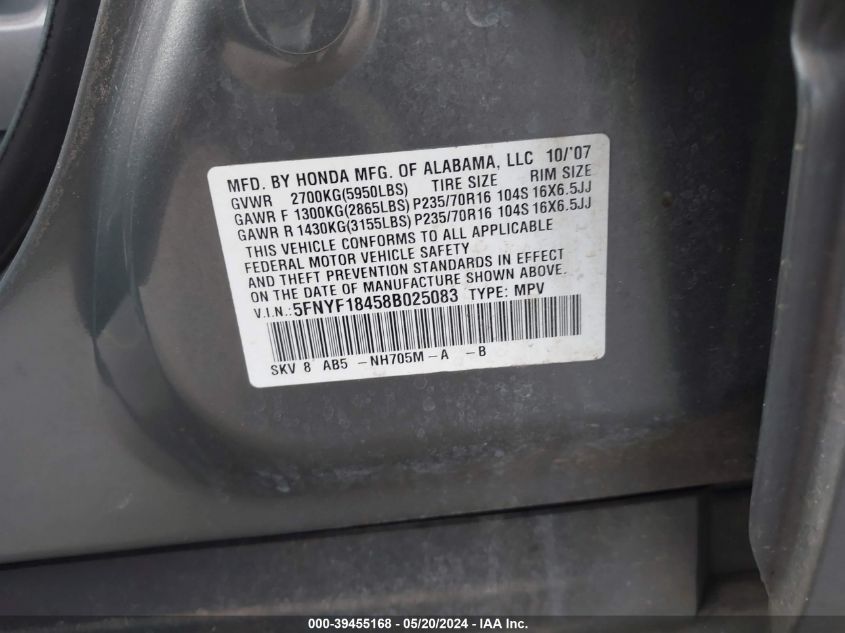 MFD. BY HONDA MFG. OF ALABAMA, LLC 10/'07
GVWR 2700KG(5950LBS) TIRE SIZE RIM SIZE
GAWR F 1300KG(2865LBS) P235/70R16 104S 16X6.5JJ
GAWR R 1430KG(3155LBS) P235/70R16 104S 16X6.5JJ
THIS VEHICLE CONFORMS TO ALL APPLICABLE
FEDERAL MOTOR VEHICLE SAFETY
AND THEFT PREVENTION STANDARDS IN EFFECT
ON THE DATE OF MANUFACTURE SHOWN ABOVE.
V.I.N.:5FNYF18458B025083 TYPE: MPV
SKV 8 AB5 -NH705M-A -B
000-39455168 - 05/20/2024 - IAA Inc.